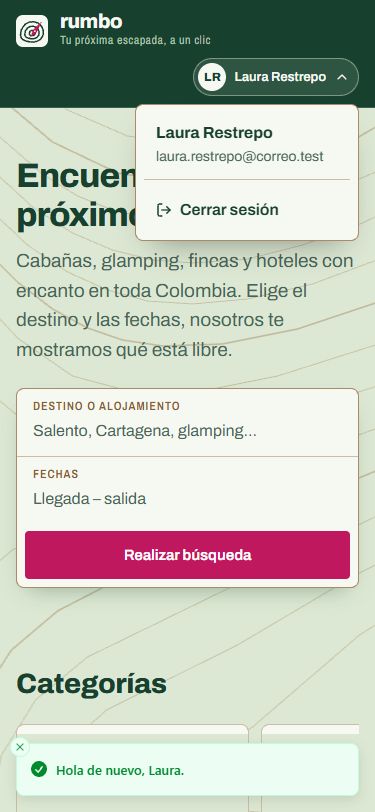 rumbo
Tu próxima escapada, a un clic
LR Laura Restrepo
Laura Restrepo
laura.restrepo@correo.test
Cerrar sesión
Cabañas, glamping, fincas y hoteles con
encanto en toda Colombia. Elige el
destino y las fechas, nosotros te
mostramos qué está libre.
DESTINO O ALOJAMIENTO
Salento, Cartagena, glamping...
FECHAS
Llegada – salida
Realizar búsqueda
Categorías
Hola de nuevo, Laura.